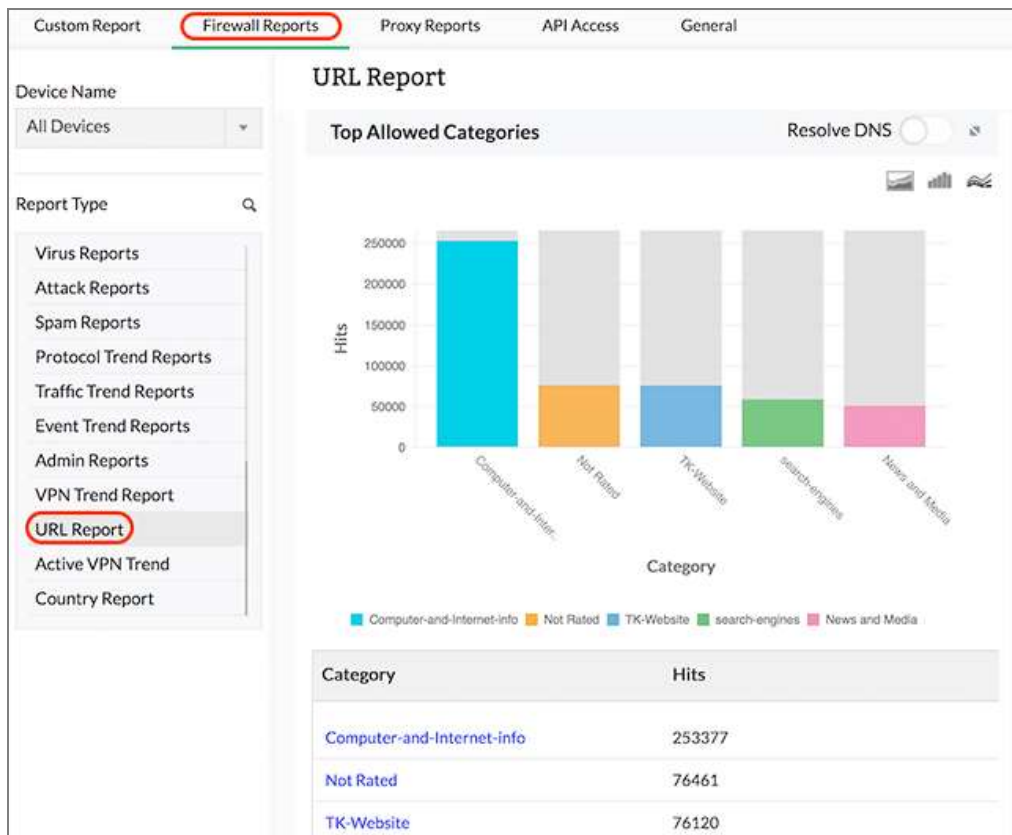 Custom Report Firewall Reports Proxy Reports API Access General
Device Name
All Devices
Report Type
Virus Reports
Attack Reports
Spam Reports
Protocol Trend Reports
Traffic Trend Reports
Event Trend Reports
Admin Reports
VPN Trend Report
URL Report
Active VPN Trend
Country Report
URL Report
Top Allowed Categories Resolve DNS
Hits
250000
200000
150000
100000
50000
0
Computer-and-Inter..
Not Rated
TK-Website
search-engines
News and Media
Category
Computer-and-Internet-info Not Rated TK-Website search-engines News and Media
Category Hits
Computer-and-Internet-info 253377
Not Rated 76461
TK-Website 76120